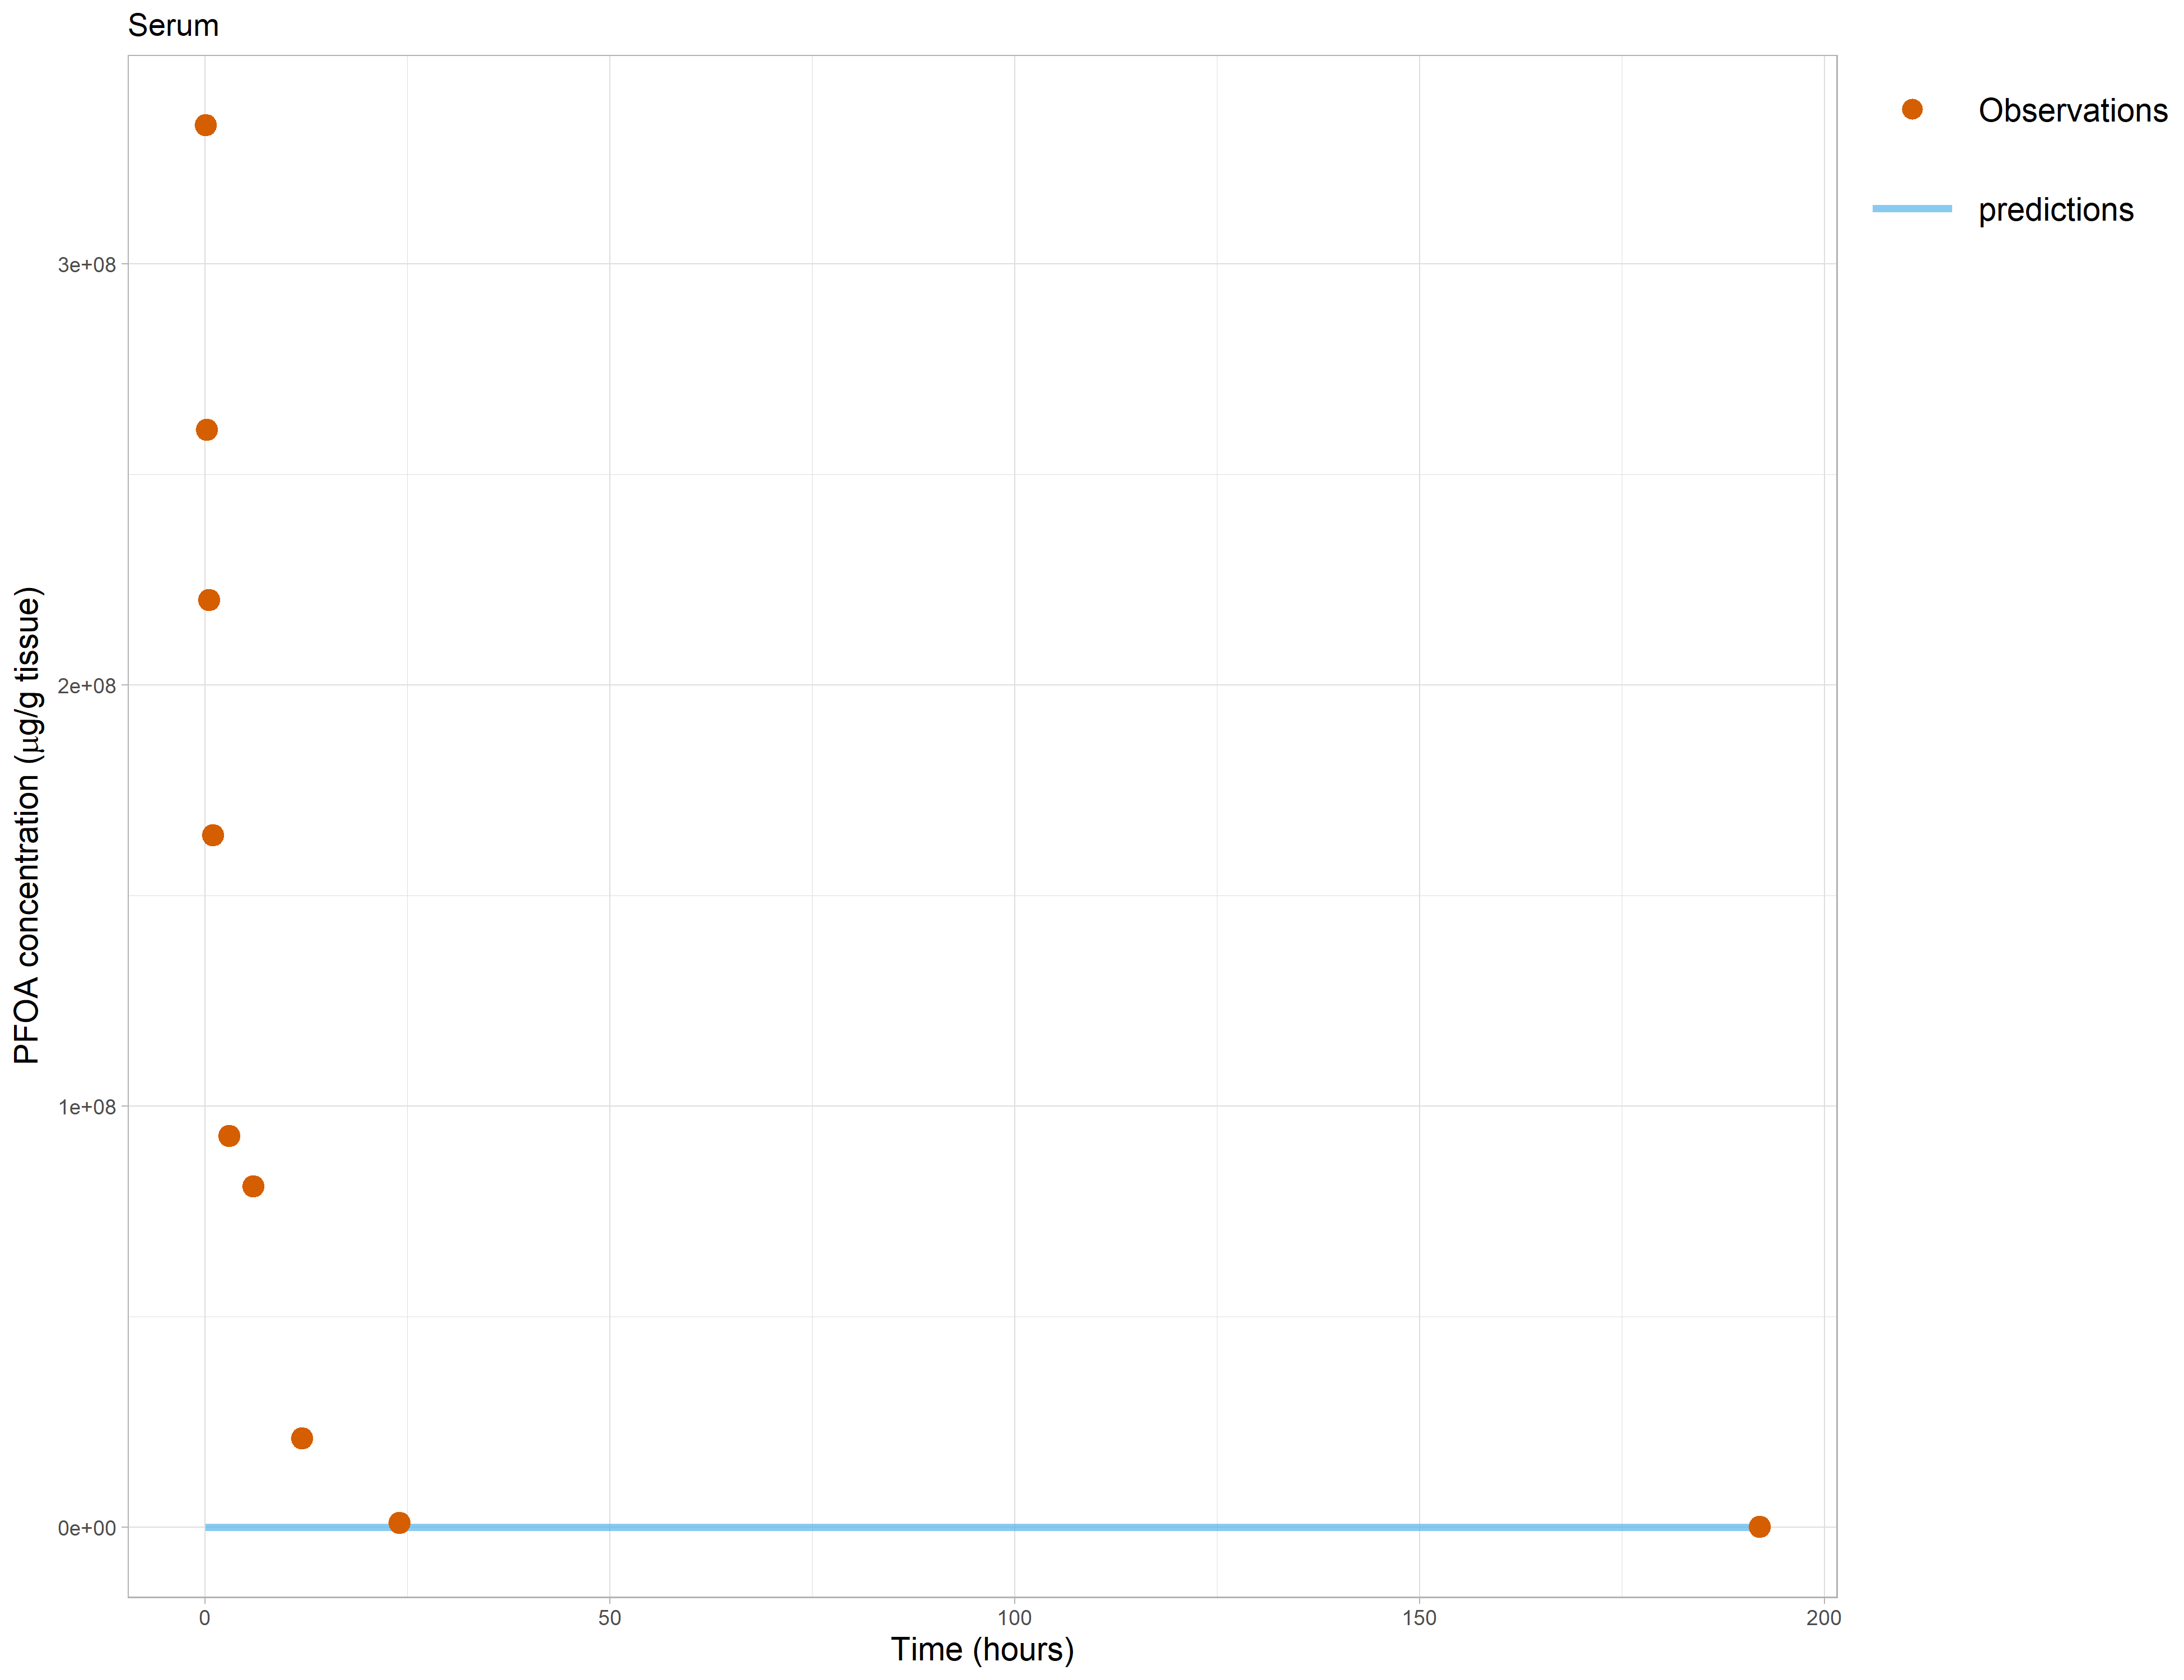 Serum
Observations
predictions
PFOA concentration (μg/g tissue)
3e+08
2e+08
1e+08
0e+00
0 50 100 150 200
Time (hours)